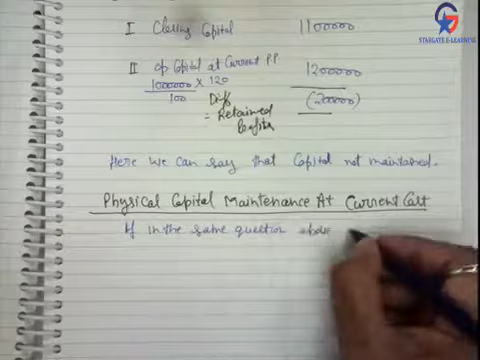 STARGATE E-LEARNING
I Closing Capital 1100000
II op Capital at Current P.P
1000000 x 120 1200000
100
Diff (200000)
= Retained
Profits
Here we can say that Capital not maintained.
Physical Capital Maintenance At Current Cost
If in the same question above